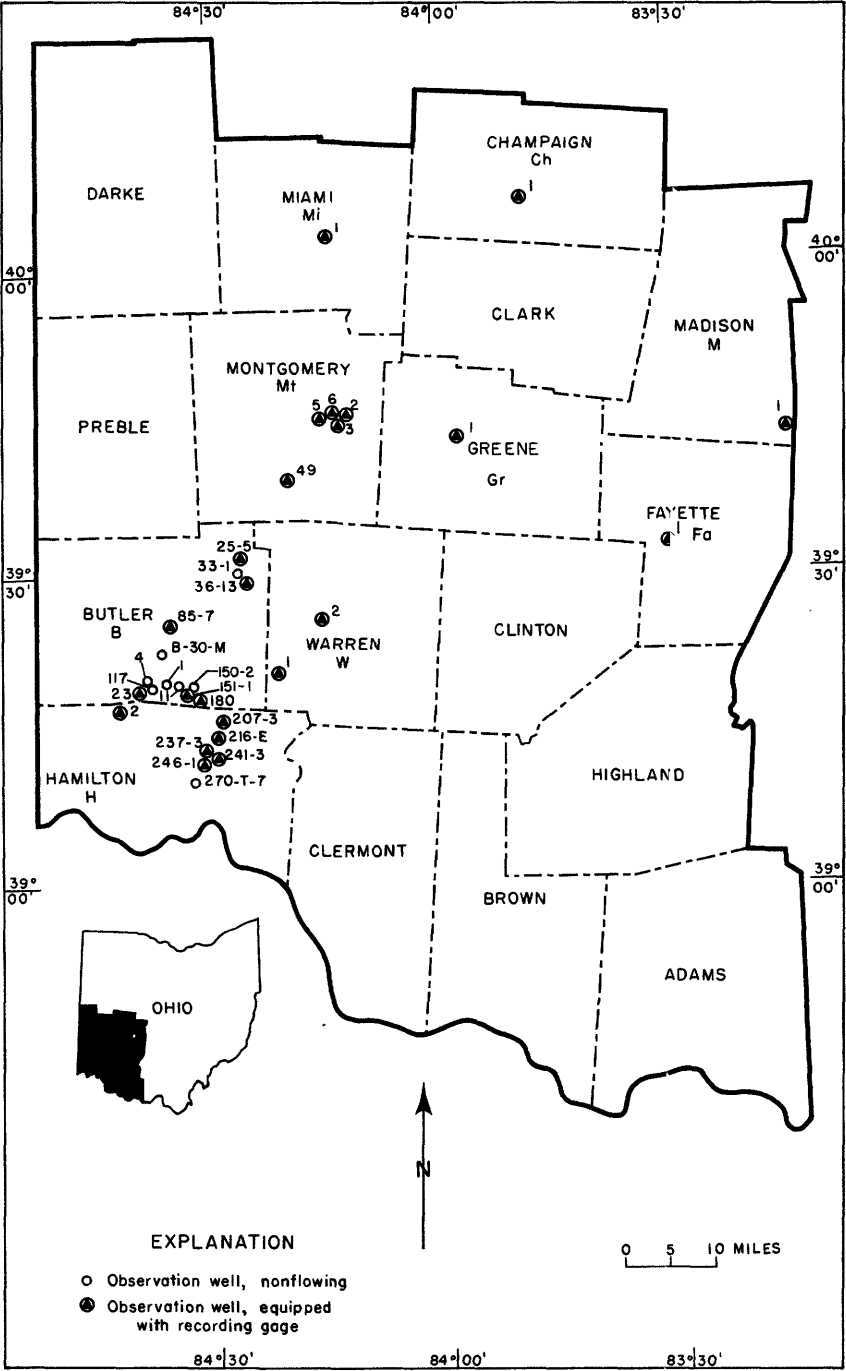 84°30' 84°00' 83°30'
CHAMPAIGN
Ch
1
DARKE
MIAMI
Mi
1
40°
00'
40°
00'
CLARK
MADISON
M
1
MONTGOMERY
Mt
5 6 2
3
49
PREBLE
1
GREENE
Gr
FAYETTE
1 Fa
39°
30'
39°
30'
25-5
33-1
36-13
BUTLER
B
85-7
B-30-M
4
1
150-2
117
11
151-1
23
180
2
WARREN
W
1
CLINTON
2
207-3
216-E
237-3
241-3
246-1
270-T-7
HAMILTON
H
HIGHLAND
CLERMONT
39°
00'
39°
00'
BROWN
ADAMS
OHIO
N
EXPLANATION
Observation well, nonflowing
Observation well, equipped
with recording gage
0 5 10 MILES
84°30' 84°00' 83°30'